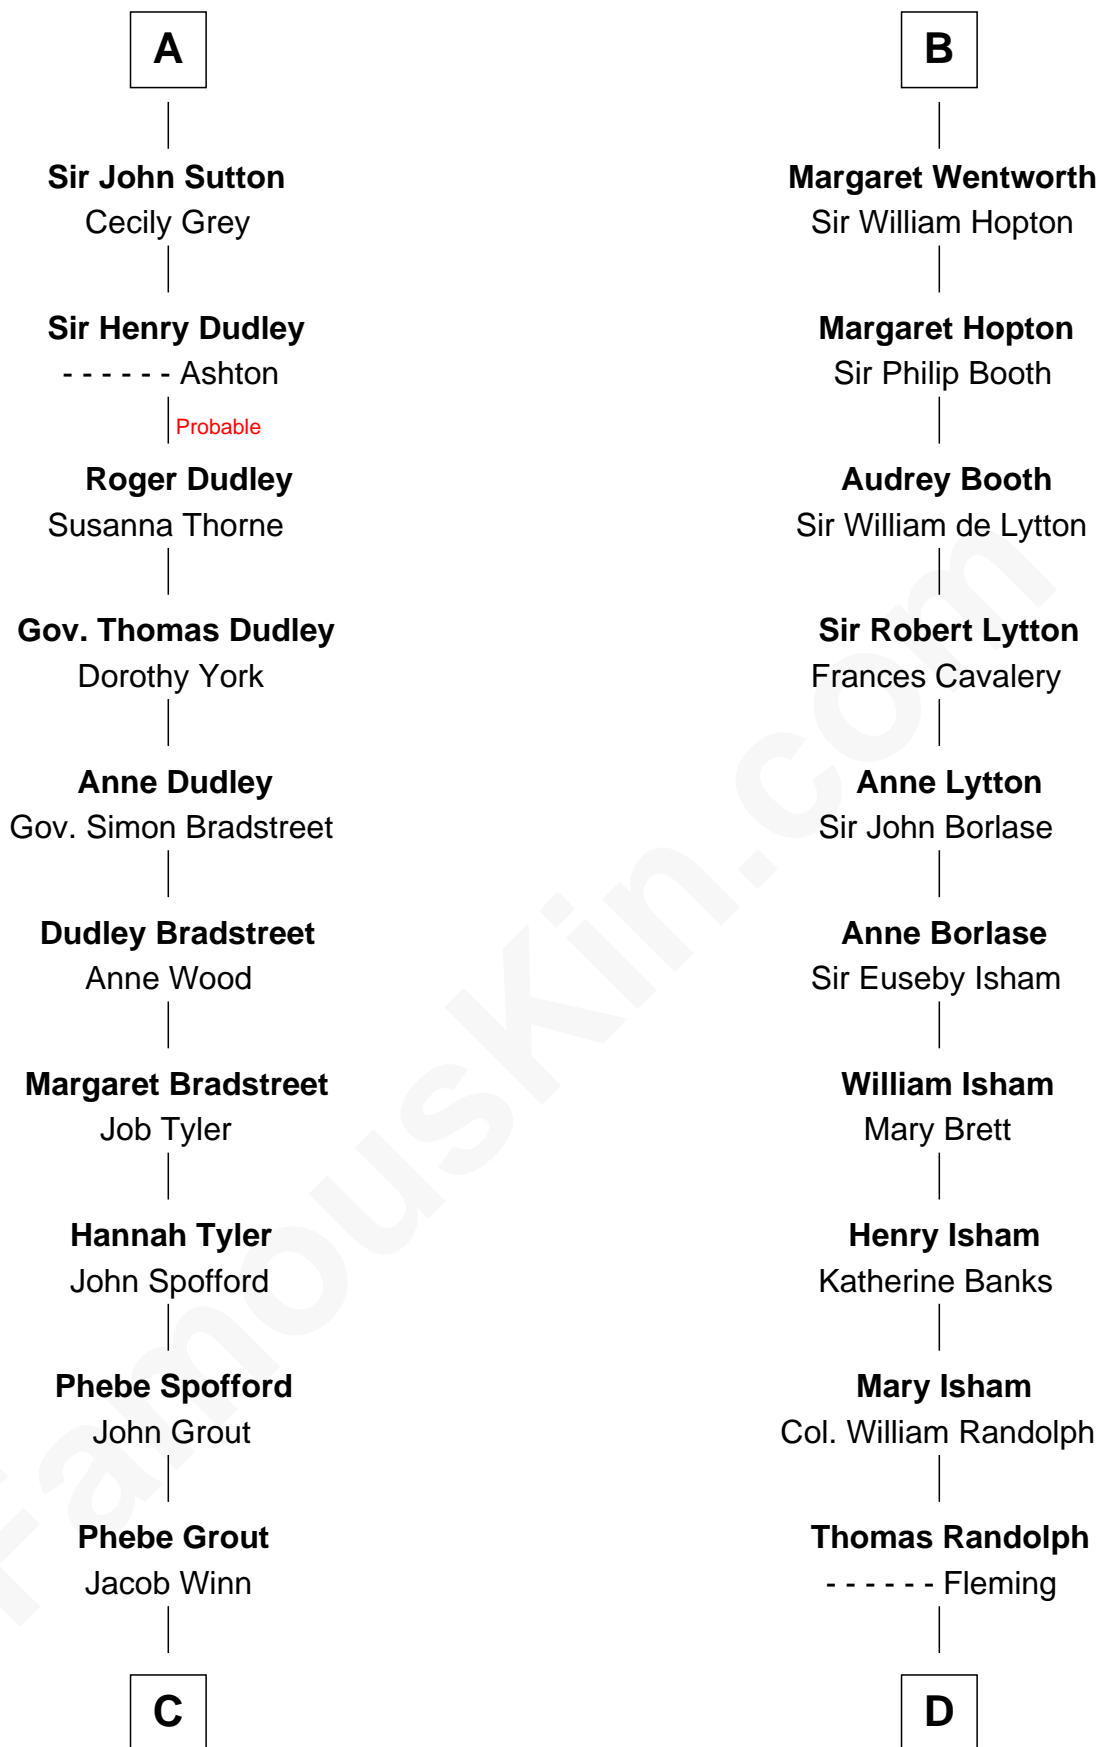 A
Sir John Sutton
Cecily Grey
Sir Henry Dudley
- - - - - - Ashton
Probable
Roger Dudley
Susanna Thorne
Gov. Thomas Dudley
Dorothy York
Anne Dudley
Gov. Simon Bradstreet
Dudley Bradstreet
Anne Wood
Margaret Bradstreet
Job Tyler
Hannah Tyler
John Spofford
Phebe Spofford
John Grout
Phebe Grout
Jacob Winn
C
B
Margaret Wentworth
Sir William Hopton
Margaret Hopton
Sir Philip Booth
Audrey Booth
Sir William de Lytton
Sir Robert Lytton
Frances Cavalery
Anne Lytton
Sir John Borlase
Anne Borlase
Sir Euseby Isham
William Isham
Mary Brett
Henry Isham
Katherine Banks
Mary Isham
Col. William Randolph
Thomas Randolph
- - - - - - Fleming
D
FamousKin.com